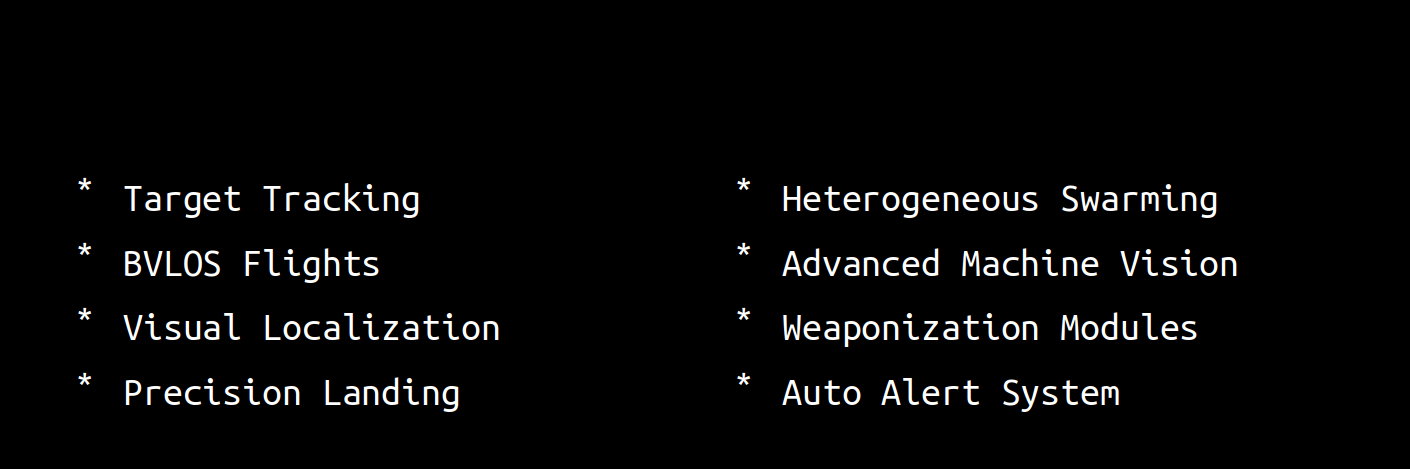 * Target Tracking
* BVLOS Flights
* Visual Localization
* Precision Landing
* Heterogeneous Swarming
* Advanced Machine Vision
* Weaponization Modules
* Auto Alert System